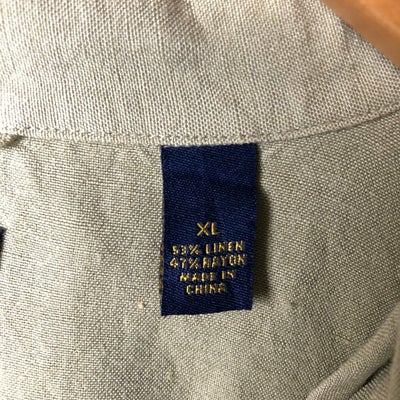 XL
53% LINEN
47% RAYON
MADE IN
CHINA